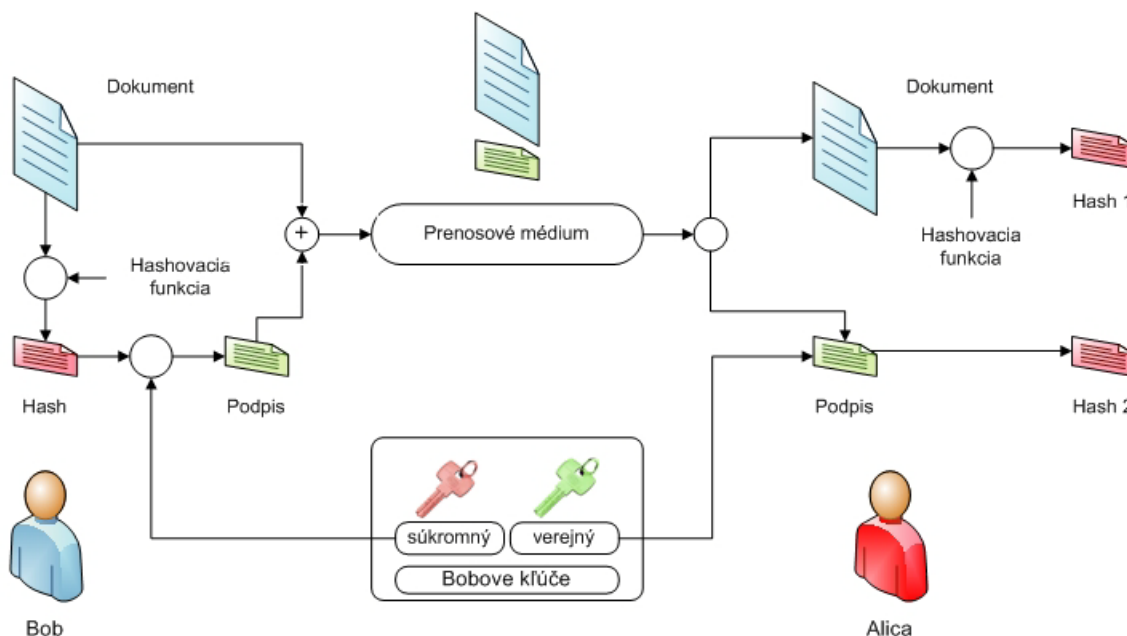 Dokument
Dokument
Hash 1
Prenosové médium
Hashovacia
funkcia
Hashovacia
funkcia
Hash
Podpis
Podpis
Hash 2
súkromný
verejný
Bobove kľúče
Bob
Alica
+